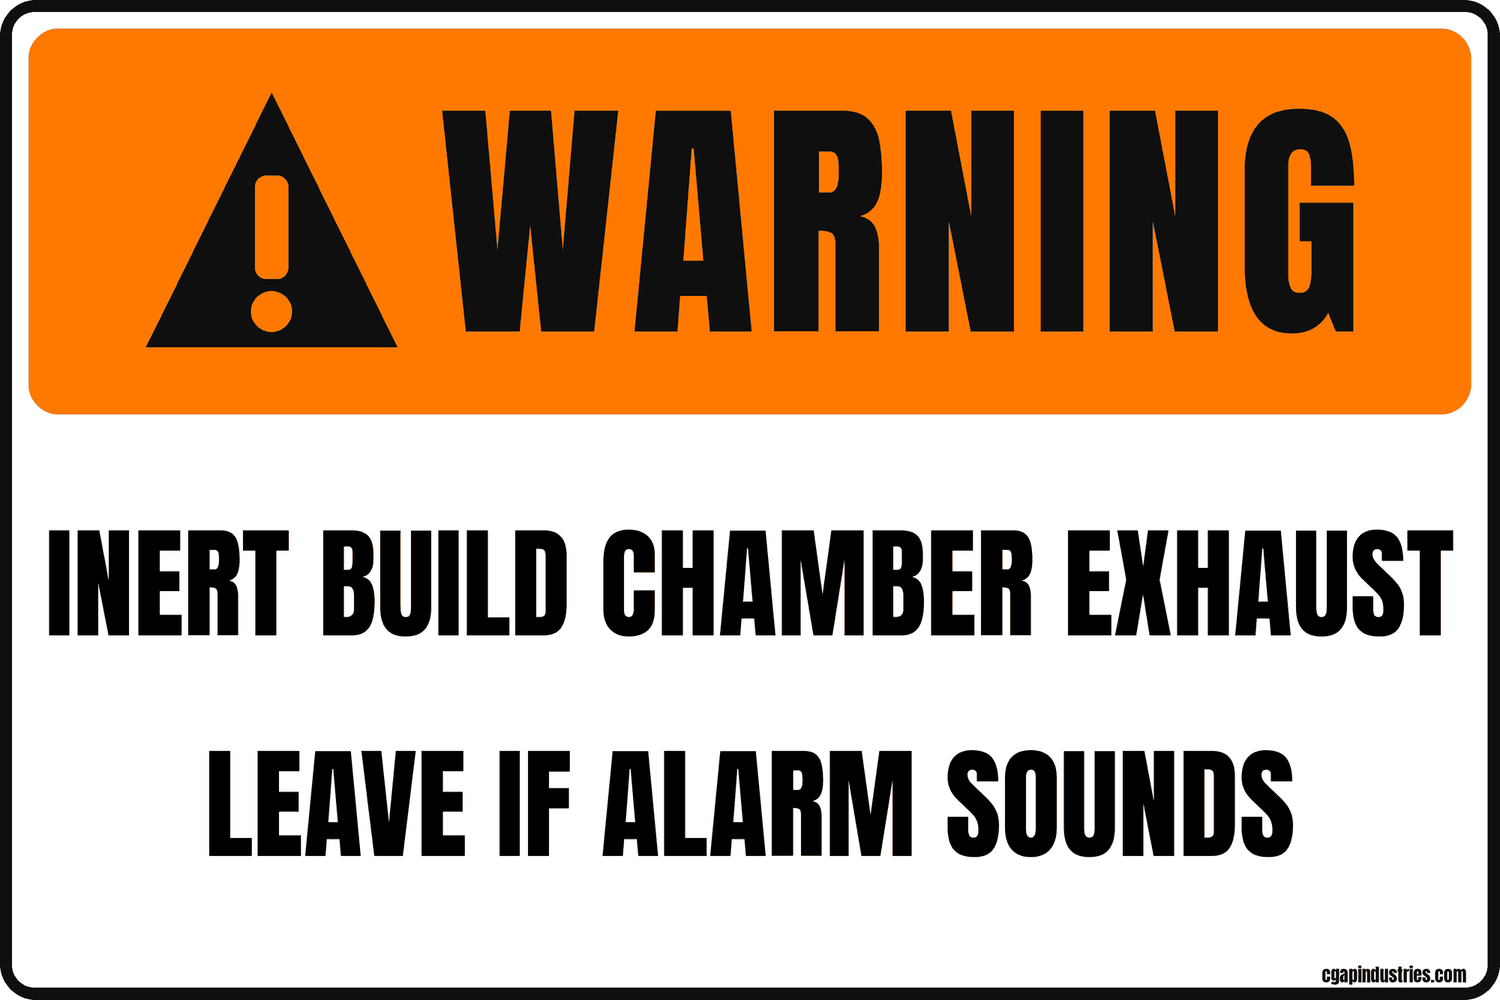 WARNING
INERT BUILD CHAMBER EXHAUST
LEAVE IF ALARM SOUNDS
cgapindustries.com